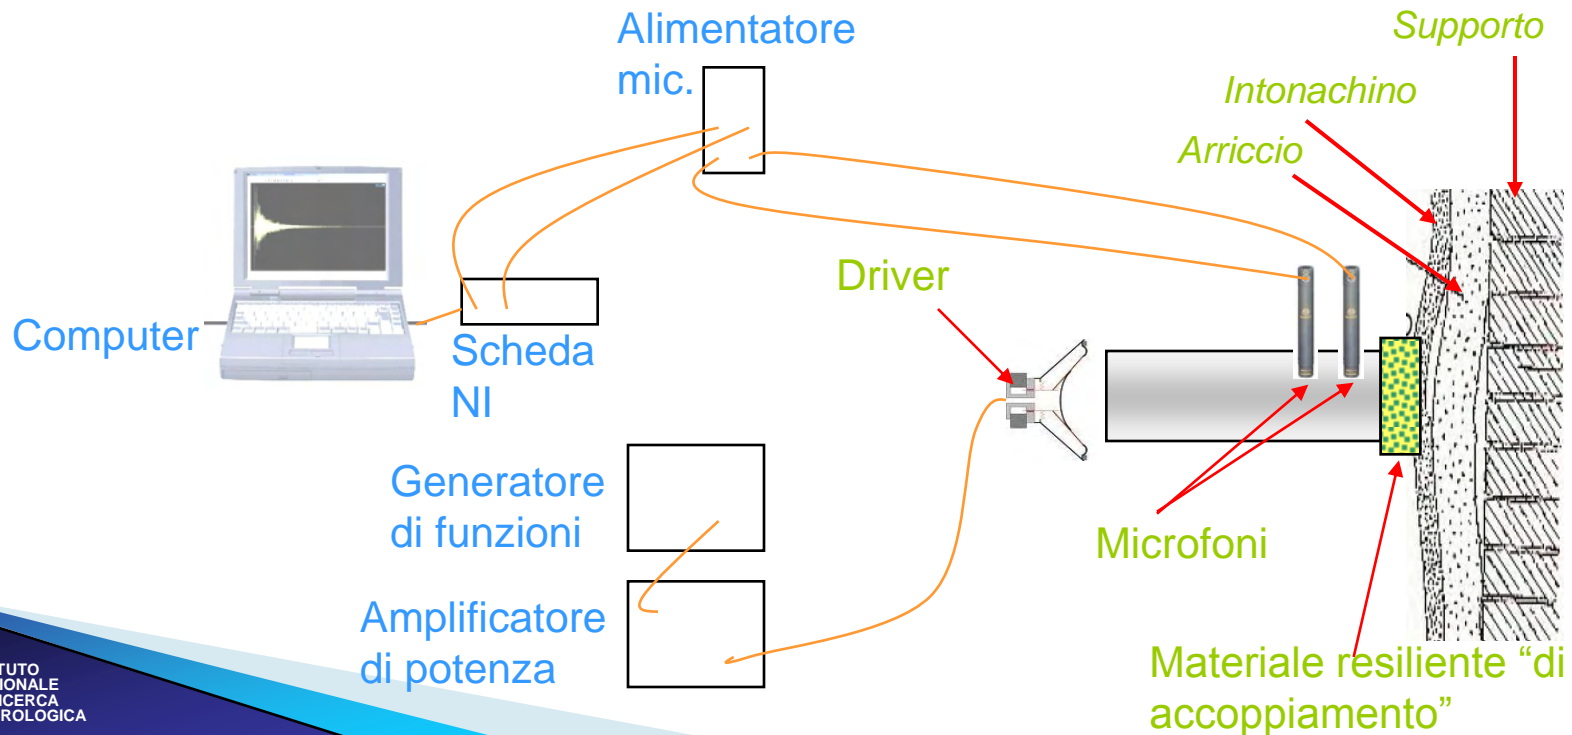 Alimentatore
mic.
Supporto
Intonachino
Arriccio
Driver
Computer
Scheda
NI
Generatore
di funzioni
Microfoni
Amplificatore
di potenza
Materiale resiliente “di
accoppiamento”
TUTO
IONALE
ICERCA
ROLOGICA